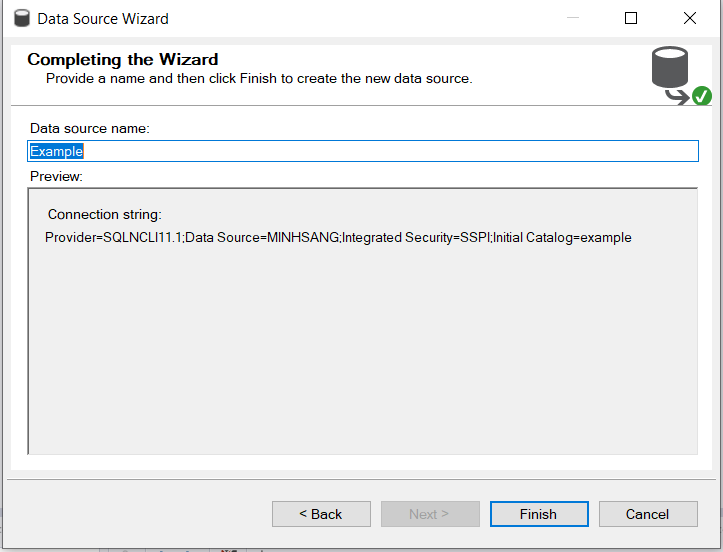 Data Source Wizard
Completing the Wizard
Provide a name and then click Finish to create the new data source.
Data source name:
Example
Preview:
Connection string:
Provider=SQLNCLI11.1;Data Source=MINHSANG;Integrated Security=SSPI;Initial Catalog=example
< Back
Next >
Finish
Cancel